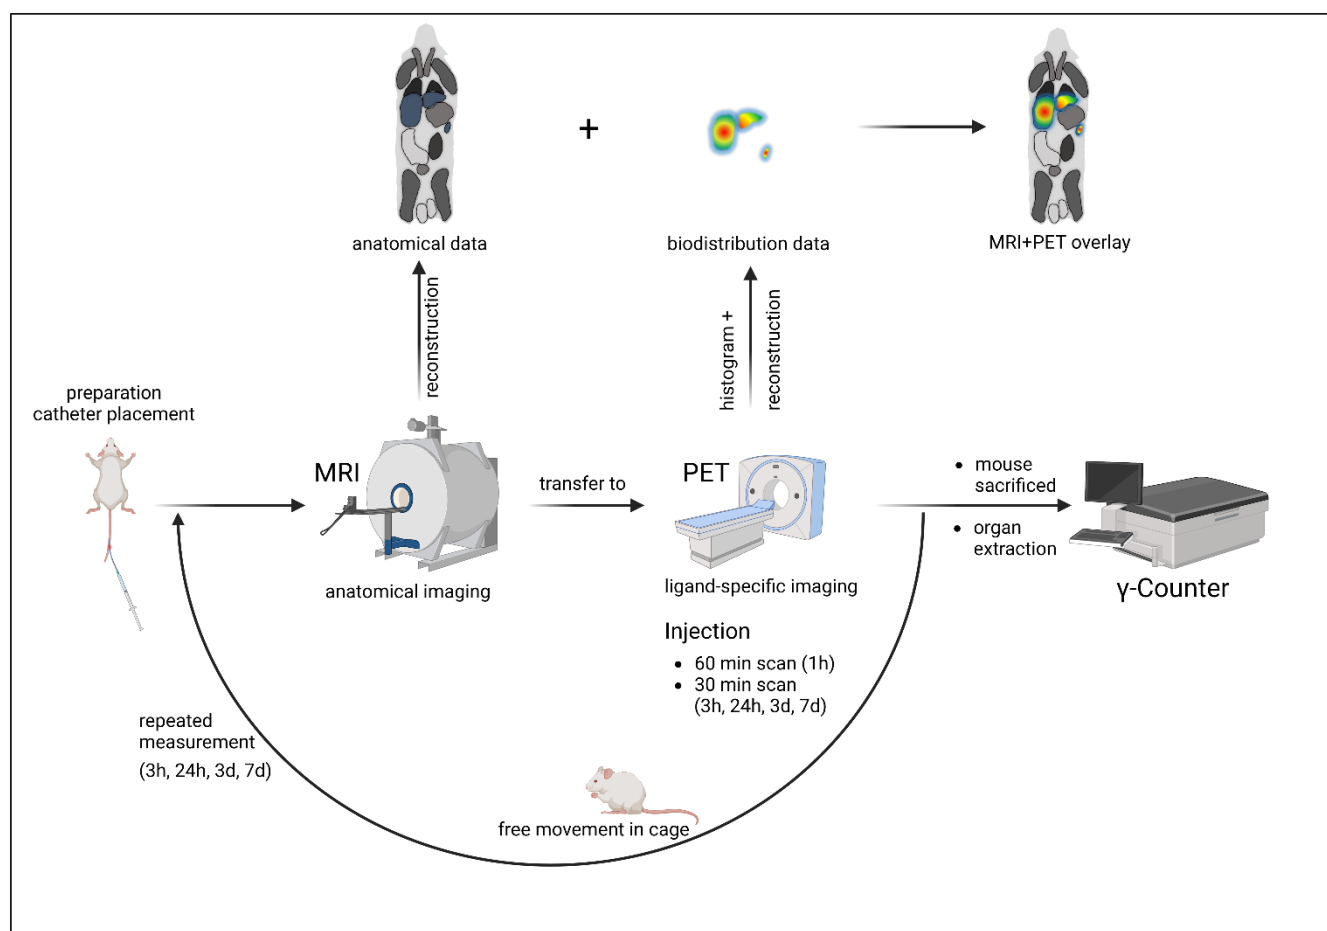 anatomical data
+
biodistribution data
MRI+PET overlay
reconstruction
histogram +
reconstruction
preparation
catheter placement
MRI
anatomical imaging
transfer to
PET
ligand-specific imaging
Injection
• 60 min scan (1h)
• 30 min scan
(3h, 24h, 3d, 7d)
• mouse
sacrificed
• organ
extraction
γ-Counter
repeated
measurement
(3h, 24h, 3d, 7d)
free movement in cage